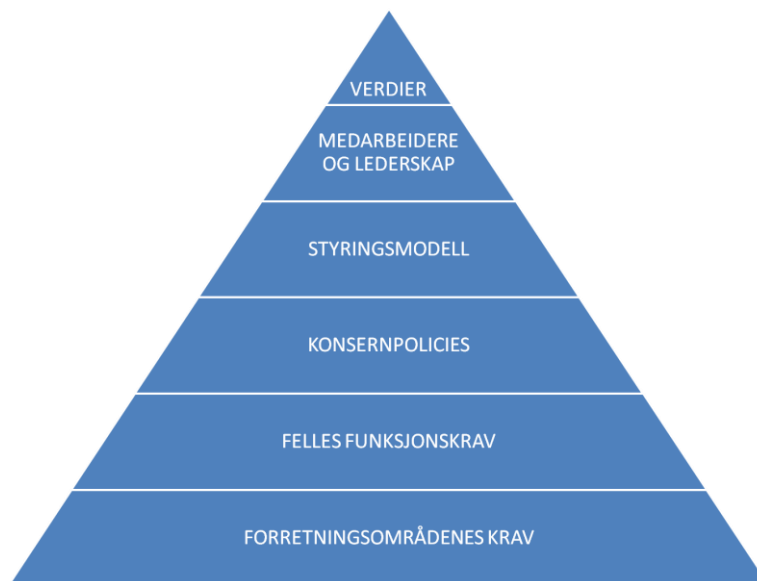 VERDIER
MEDARBEIDERE
OG LEDERSKAP
STYRINGSMODELL
KONSERNPOLICIES
FELLES FUNKSJONSKRAV
FORRETNINGSOMRÅDENES KRAV